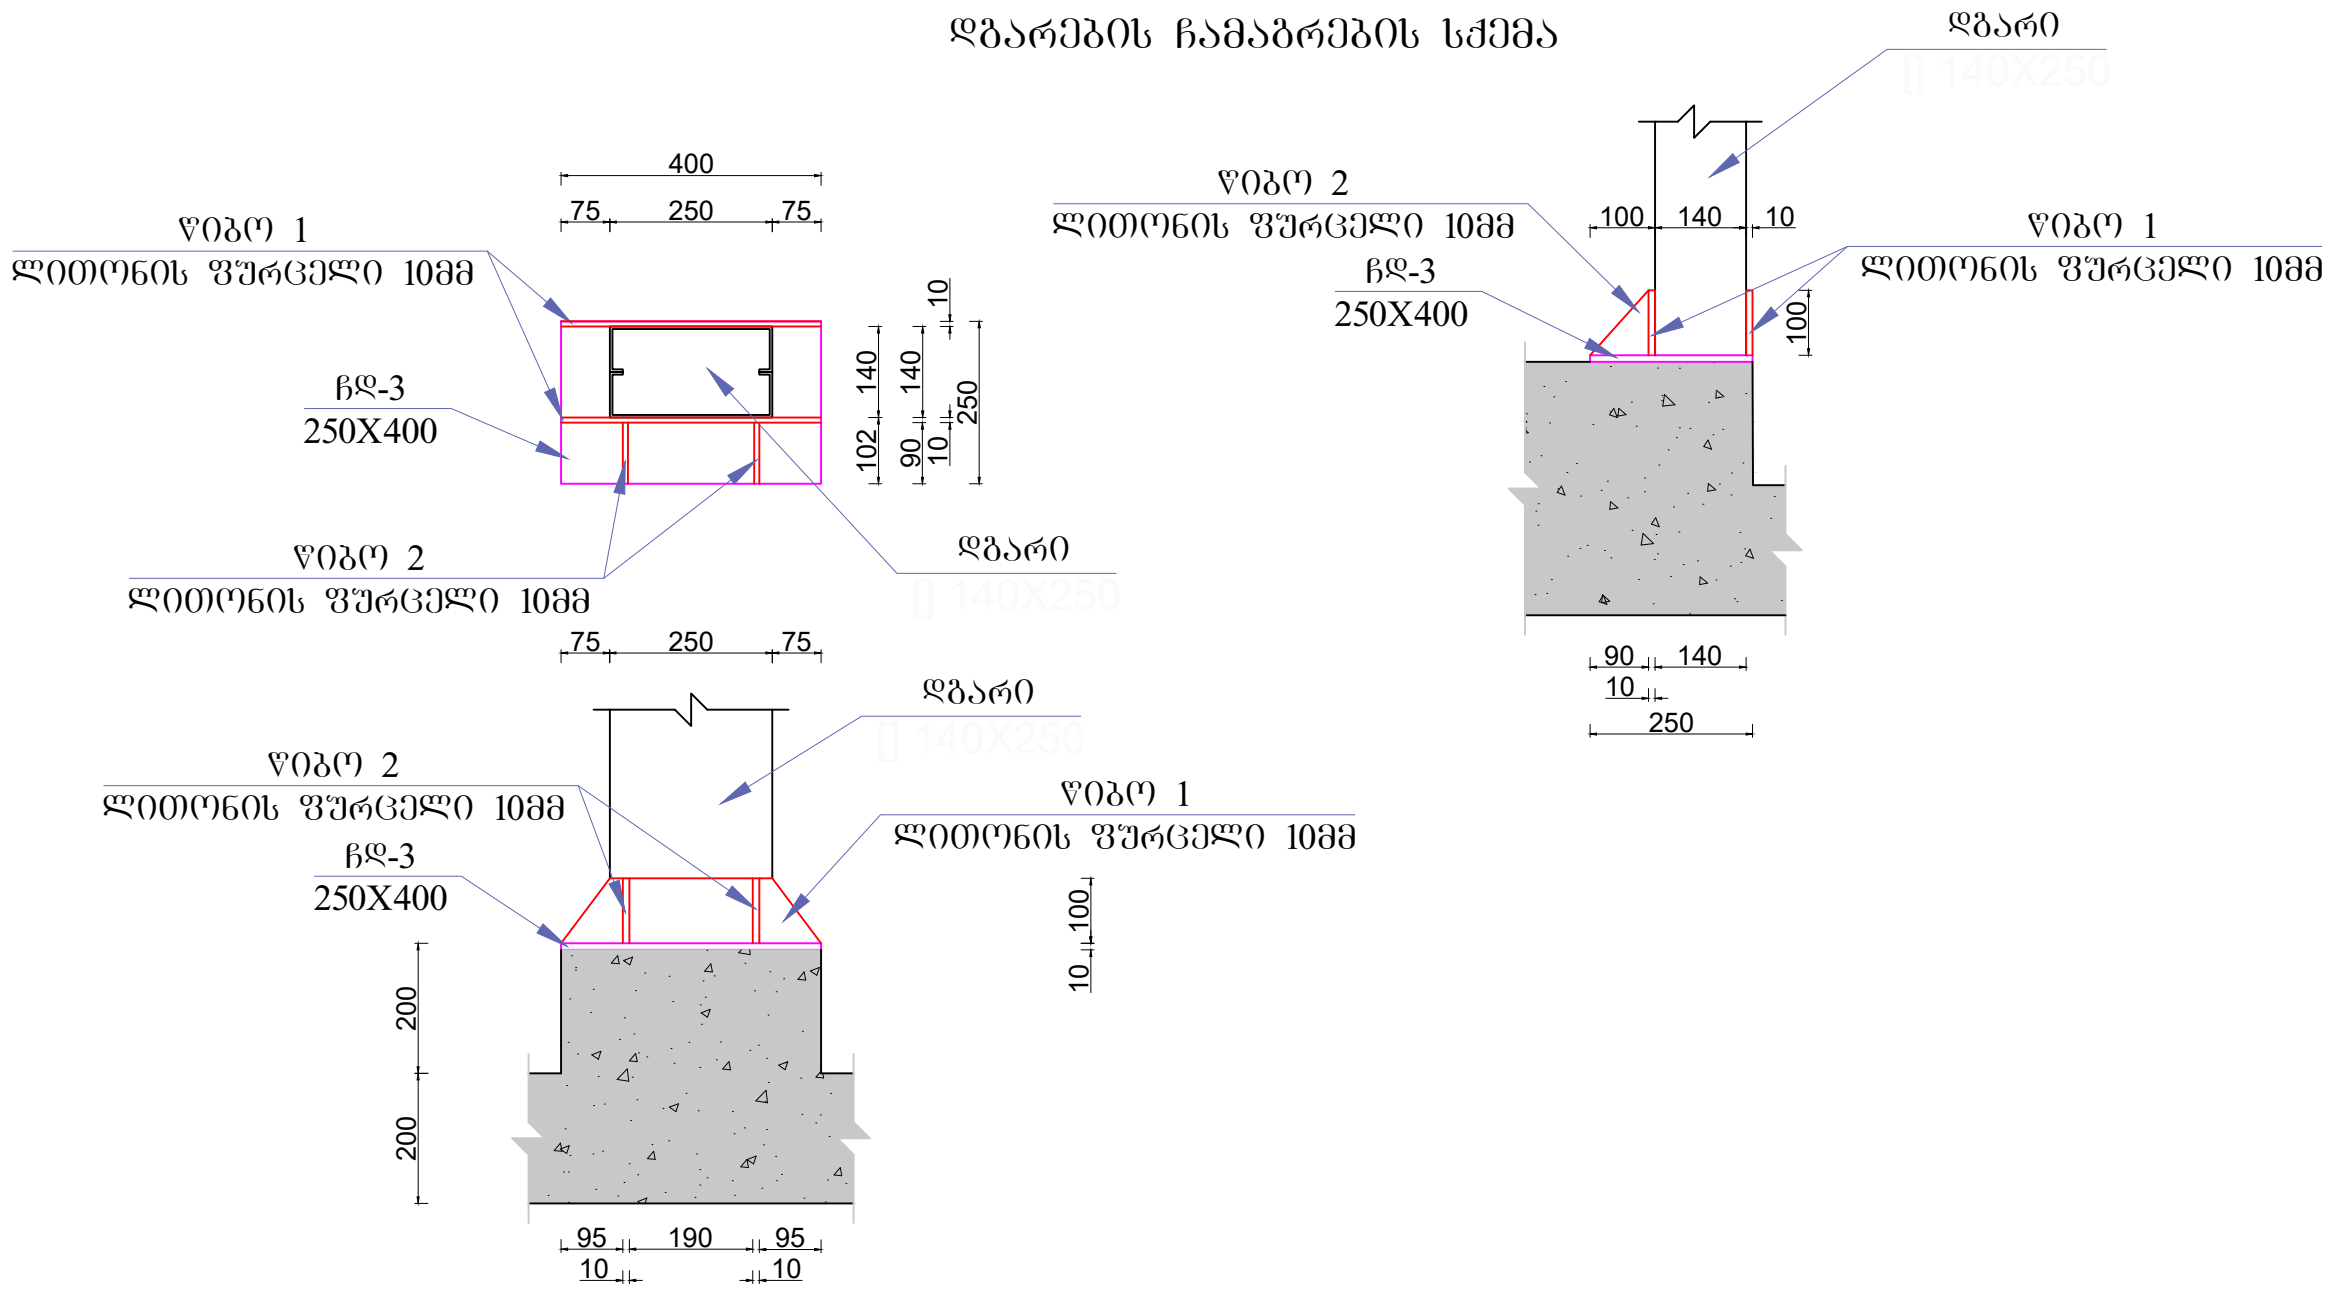 დგარების ჩამაგრების სქემა
დგარი
[] 140X250
400
75 250 75
წიბო 1
ლითონის ფურცელი 10მმ
ჩდ-3
250X400
10
140
140
250
102
90
10
წიბო 2
ლითონის ფურცელი 10მმ
დგარი
[] 140X250
წიბო 2
ლითონის ფურცელი 10მმ
100 140 10
წიბო 1
ლითონის ფურცელი 10მმ
ჩდ-3
250X400
100
90 140
10
250
75 250 75
დგარი
[] 140X250
წიბო 2
ლითონის ფურცელი 10მმ
წიბო 1
ლითონის ფურცელი 10მმ
ჩდ-3
250X400
100
10
200
200
95 190 95
10 10